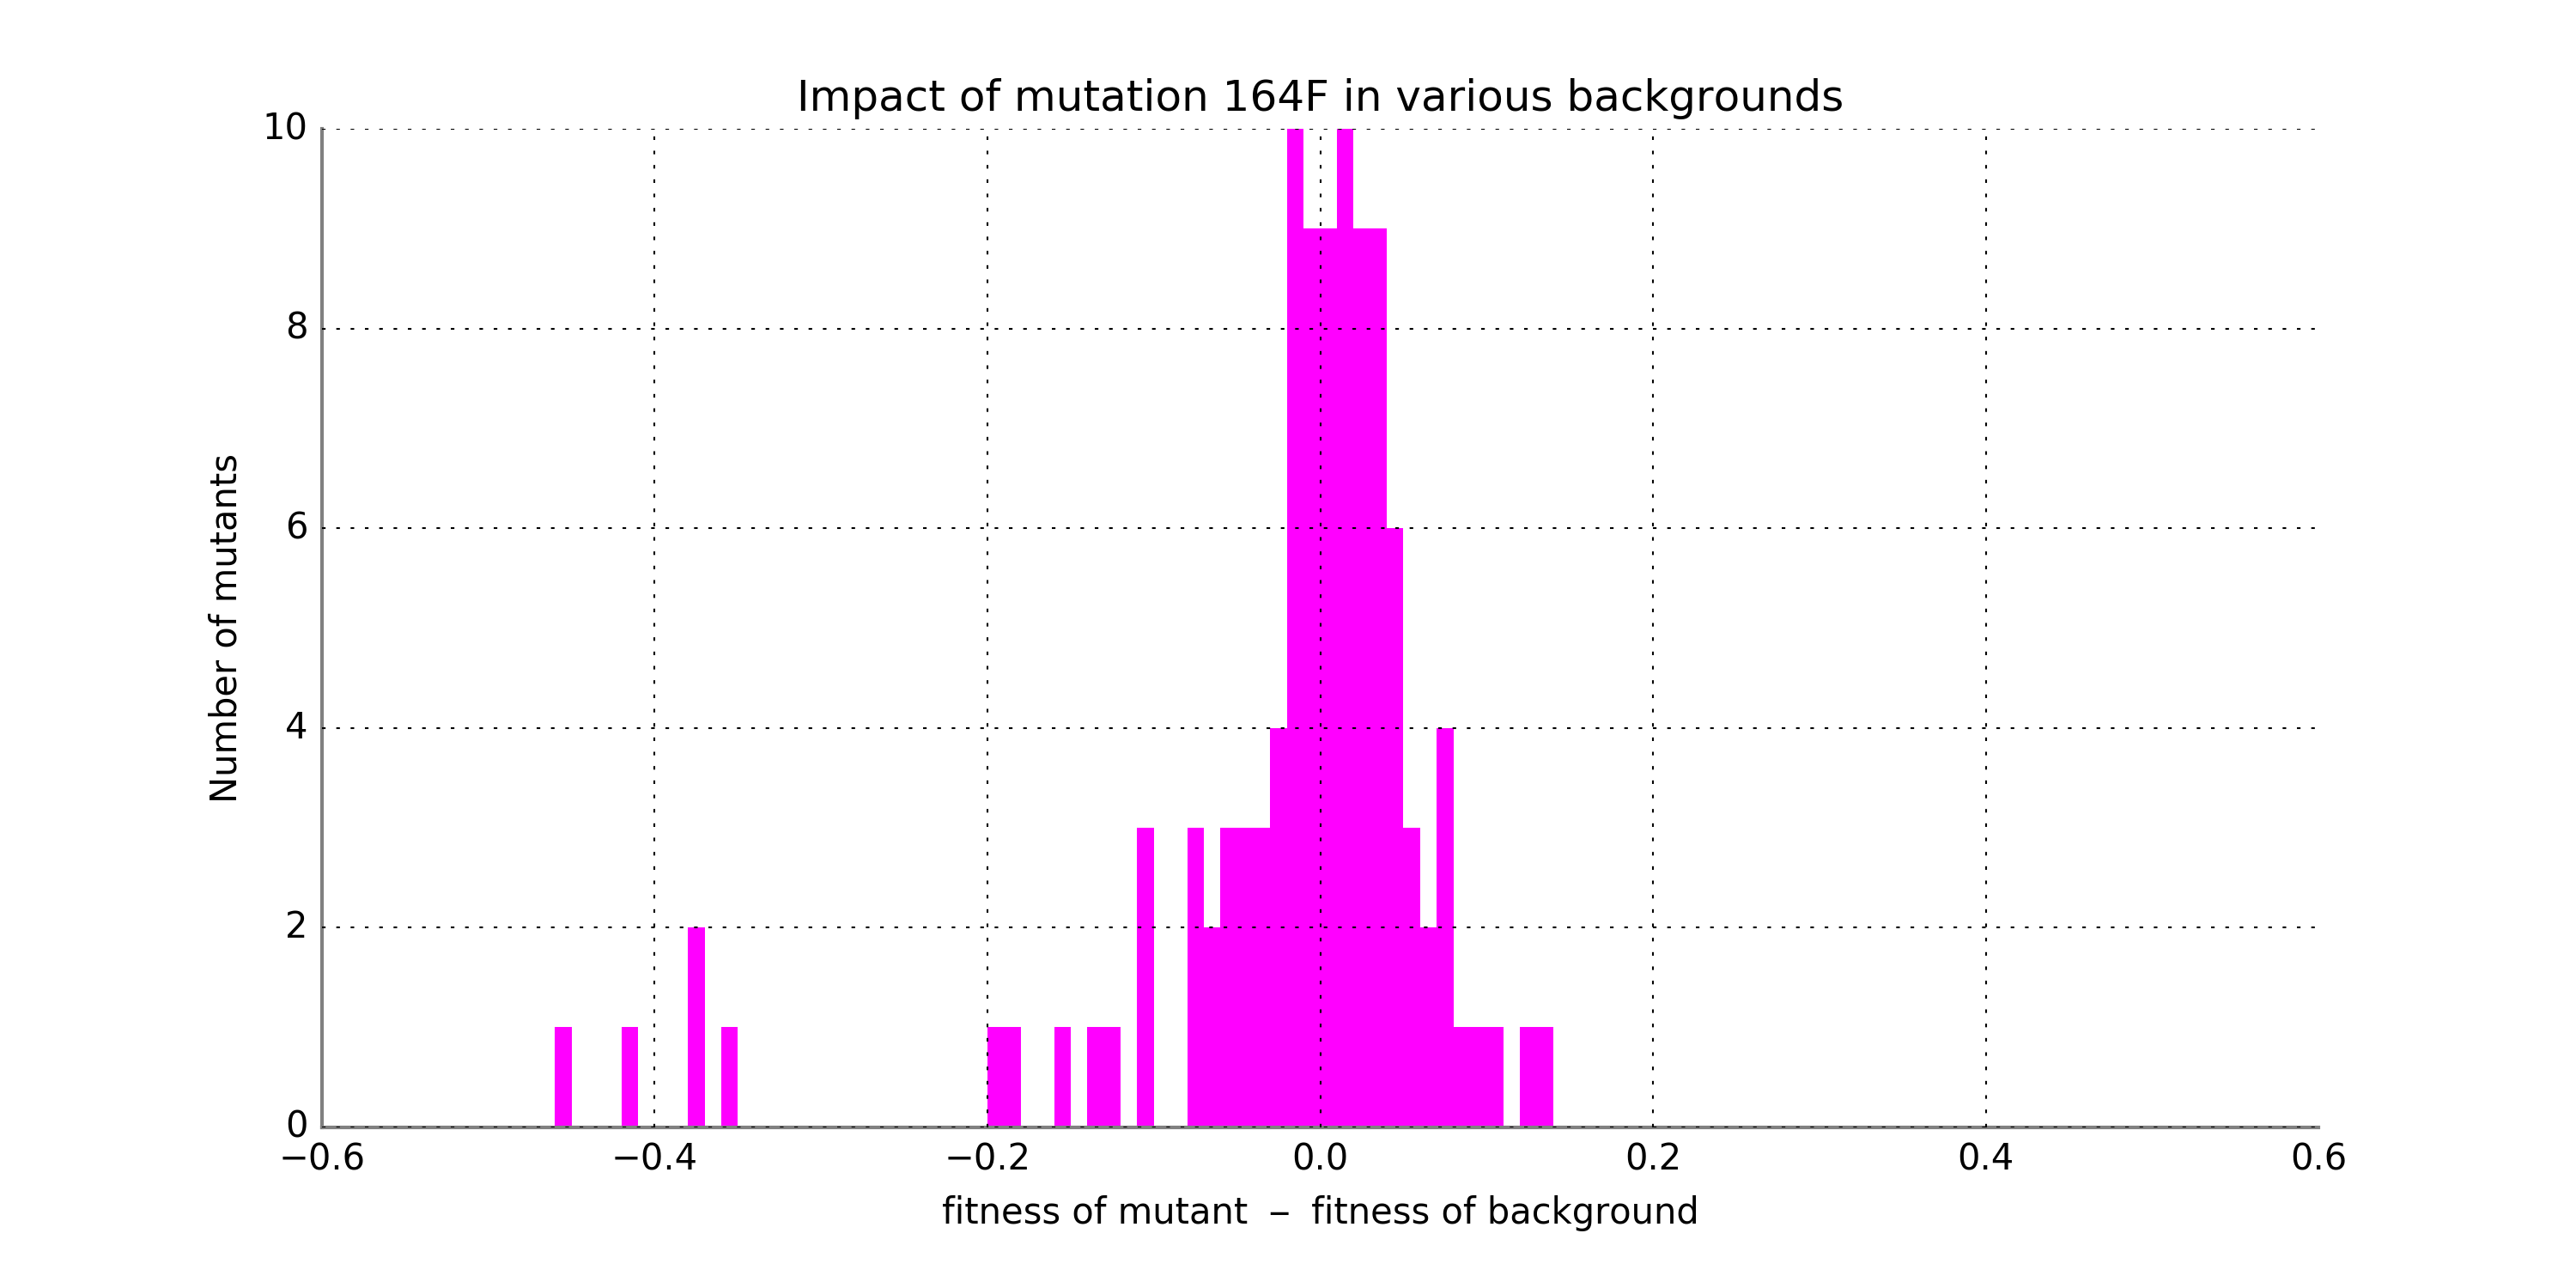 Impact of mutation 164F in various backgrounds
10
8
6
4
2
0
Number of mutants
−0.6 −0.4 −0.2 0.0 0.2 0.4 0.6
fitness of mutant − fitness of background